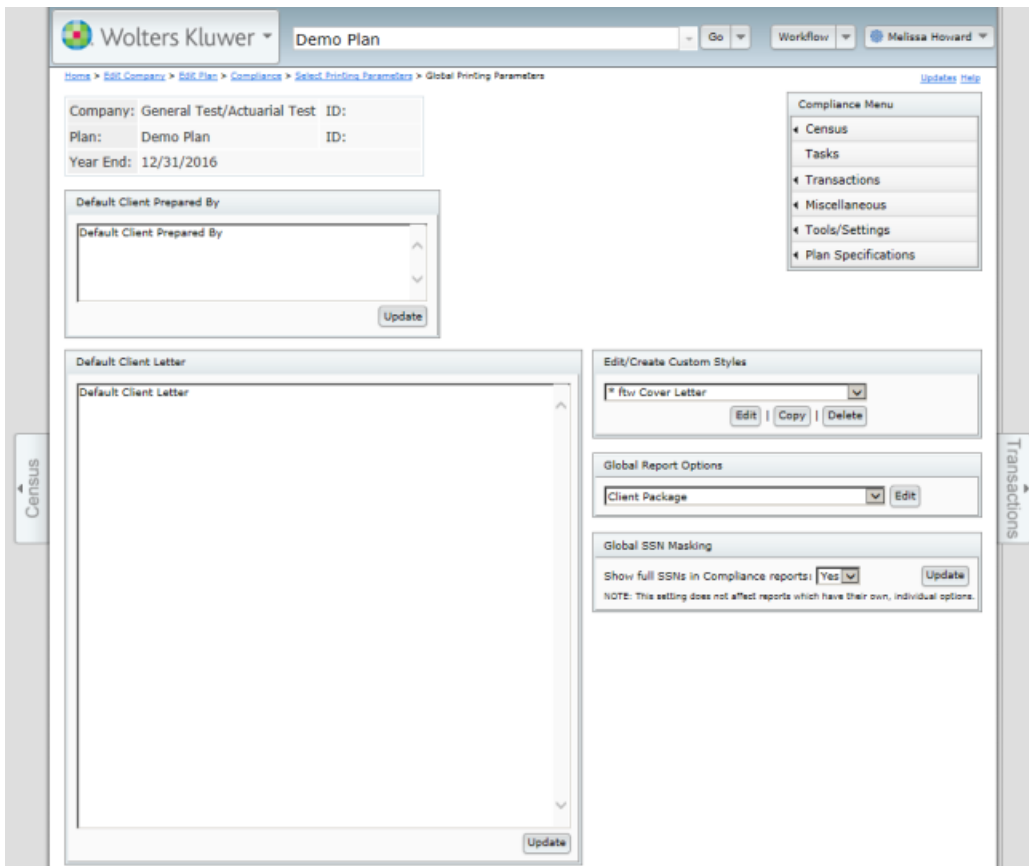 Wolters Kluwer
Demo Plan
Go
Workflow
Melissa Howard
Home > Edit Company > Edit Plan > Compliance > Select Printing Parameters > Global Printing Parameters
Updates Help
Company: General Test/Actuarial Test ID:
Plan: Demo Plan ID:
Year End: 12/31/2016
Compliance Menu
Census
Tasks
Transactions
Miscellaneous
Tools/Settings
Plan Specifications
Default Client Prepared By
Default Client Prepared By
Update
Default Client Letter
Default Client Letter
Update
Edit/Create Custom Styles
* ftw Cover Letter
Edit | Copy | Delete
Global Report Options
Client Package
Edit
Global SSN Masking
Show full SSNs in Compliance reports: Yes
Update
NOTE: This setting does not affect reports which have their own, individual options.
Census
Transactions